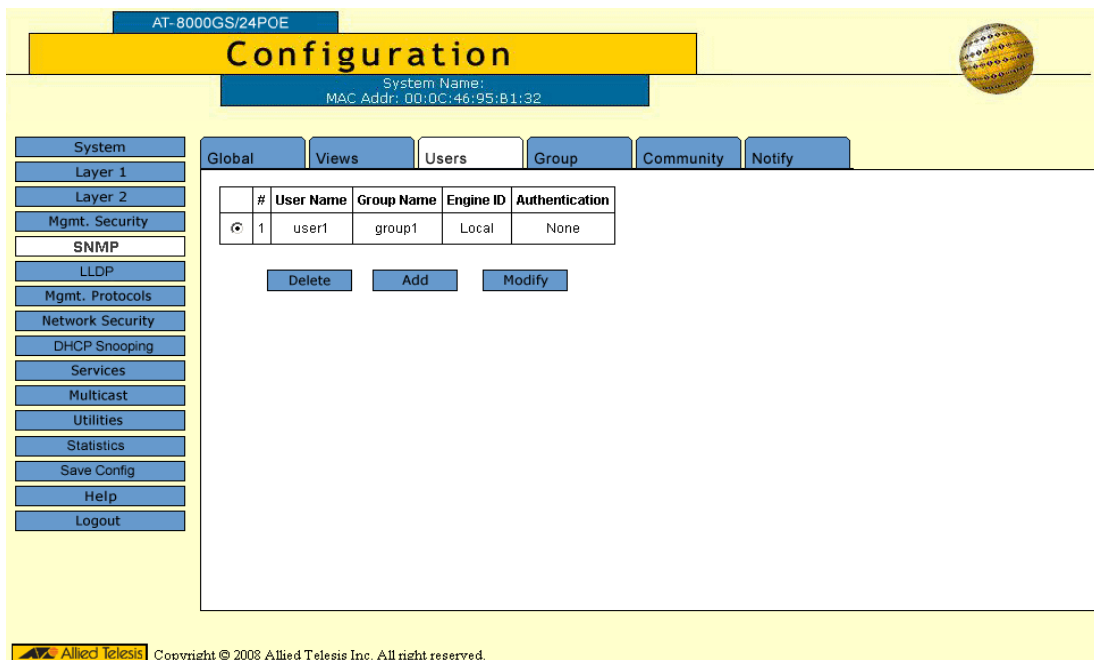 AT-8000GS/24POE
Configuration
System Name:
MAC Addr: 00:0C:46:95:B1:32
System
Layer 1
Layer 2
Mgmt. Security
SNMP
LLDP
Mgmt. Protocols
Network Security
DHCP Snooping
Services
Multicast
Utilities
Statistics
Save Config
Help
Logout
Global Views Users Group Community Notify
# User Name Group Name Engine ID Authentication
1 user1 group1 Local None
Delete Add Modify
Allied Telesis Copyright © 2008 Allied Telesis Inc. All right reserved.